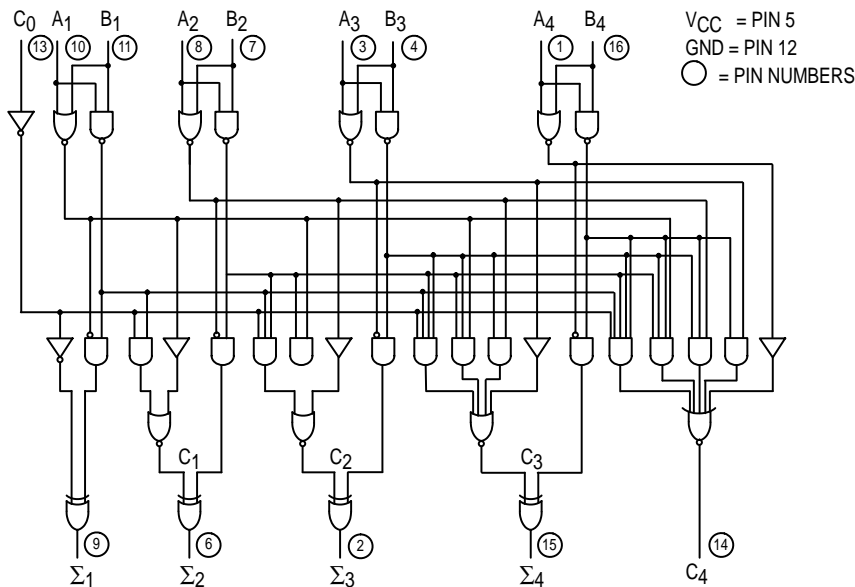 C0 A1 B1 A2 B2 A3 B3 A4 B4
13 10 11 8 7 3 4 1 16
VCC = PIN 5
GND = PIN 12
= PIN NUMBERS
C1 C2 C3
9 6 2 15 14
Σ1 Σ2 Σ3 Σ4 C4